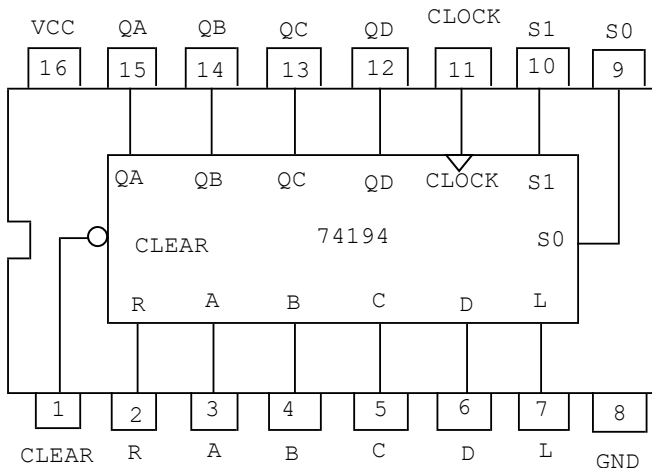 VCC QA QB QC QD CLOCK S1 S0
16 15 14 13 12 11 10 9
QA QB QC QD CLOCK S1
CLEAR 74194 S0
R A B C D L
1 2 3 4 5 6 7 8
CLEAR R A B C D L GND